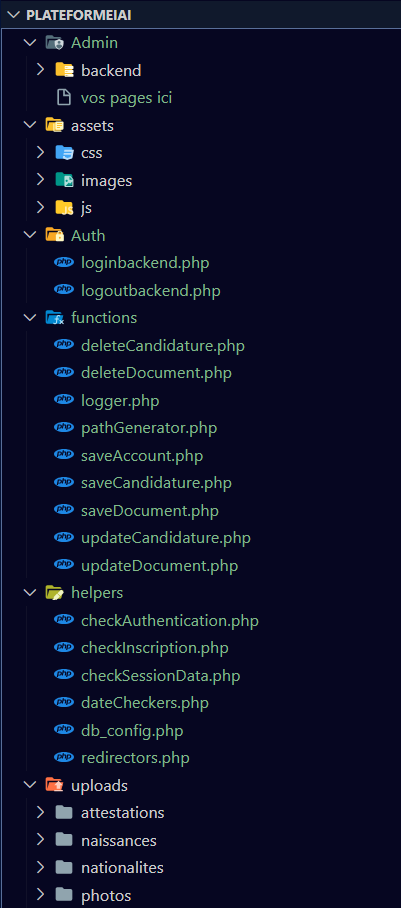 PLATEFORMEIAI
Admin
backend
vos pages ici
assets
css
images
js
Auth
php loginbackend.php
php logoutbackend.php
functions
php deleteCandidature.php
php deleteDocument.php
php logger.php
php pathGenerator.php
php saveAccount.php
php saveCandidature.php
php saveDocument.php
php updateCandidature.php
php updateDocument.php
helpers
php checkAuthentication.php
php checkInscription.php
php checkSessionData.php
php dateCheckers.php
php db_config.php
php redirectors.php
uploads
attestations
naissances
nationalites
photos